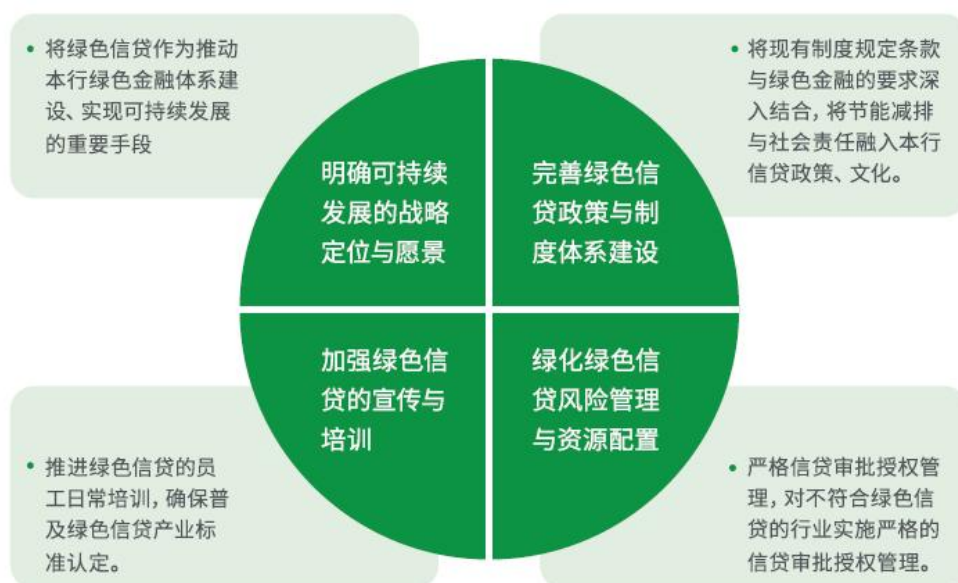 • 将绿色信贷作为推动
本行绿色金融体系建
设、实现可持续发展
的重要手段
• 将现有制度规定条款
与绿色金融的要求深
入结合，将节能减排
与社会责任融入本行
信贷政策、文化。
明确可持续
发展的战略
定位与愿景
完善绿色信
贷政策与制
度体系建设
加强绿色信
贷的宣传与
培训
绿化绿色信
贷风险管理
与资源配置
• 推进绿色信贷的员
工日常培训，确保普
及绿色信贷产业标
准认定。
• 严格信贷审批授权管
理，对不符合绿色信
贷的行业实施严格的
信贷审批授权管理。